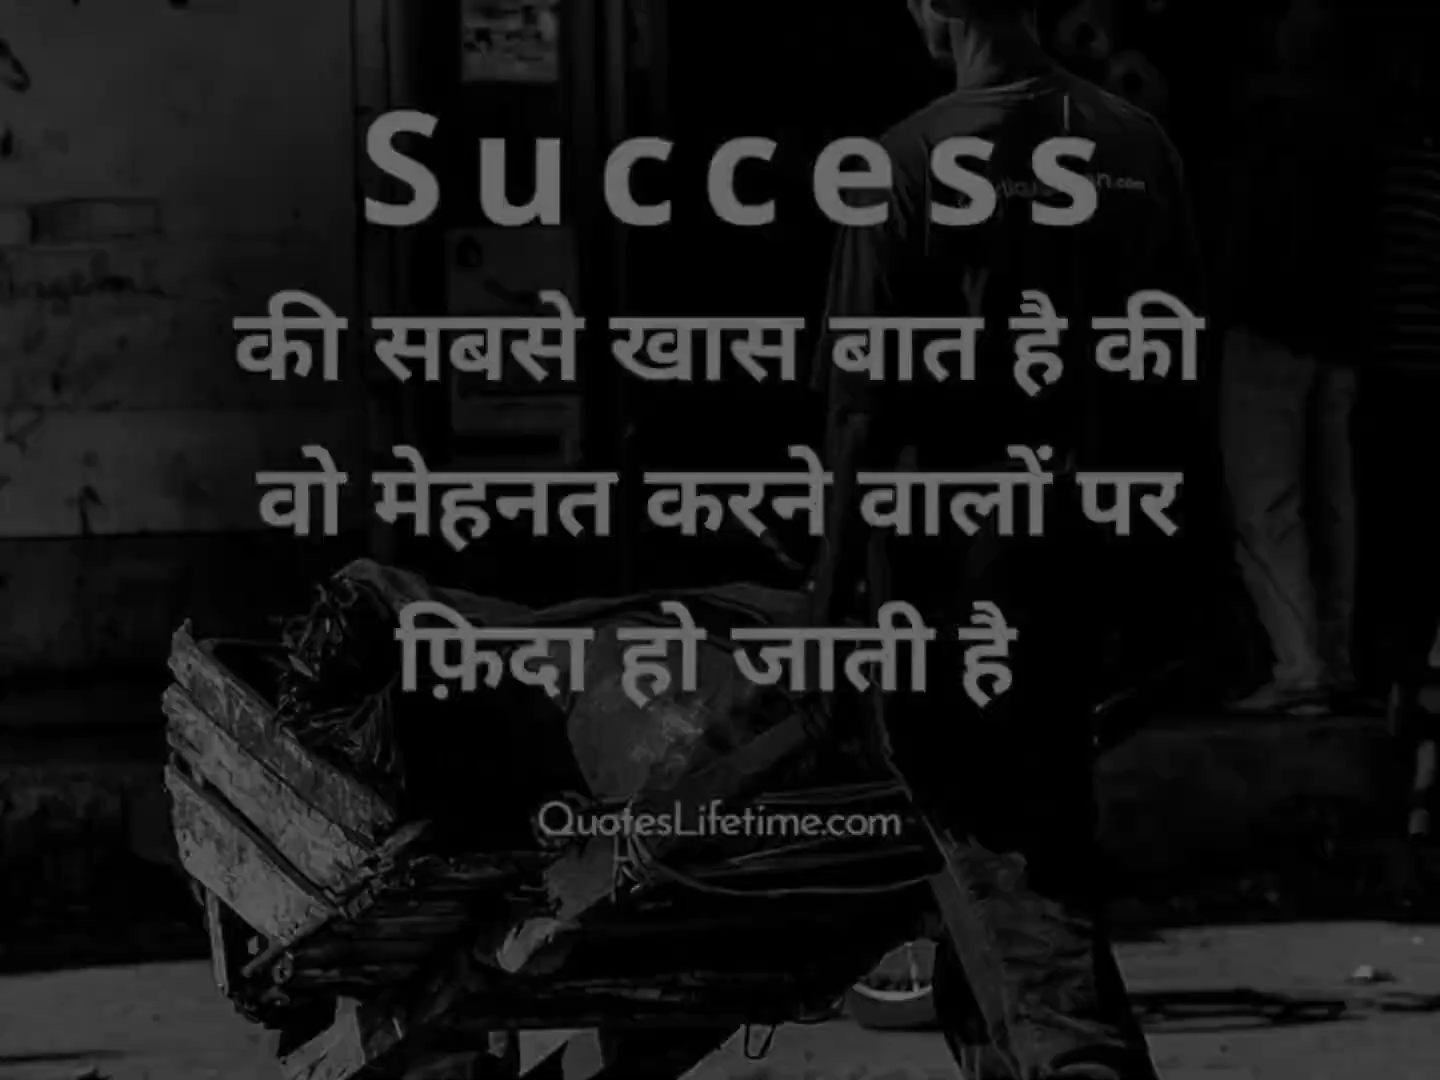 Success
की सबसे खास बात है की
वो मेहनत करने वालों पर
फ़िदा हो जाती है
QuotesLifetime.com